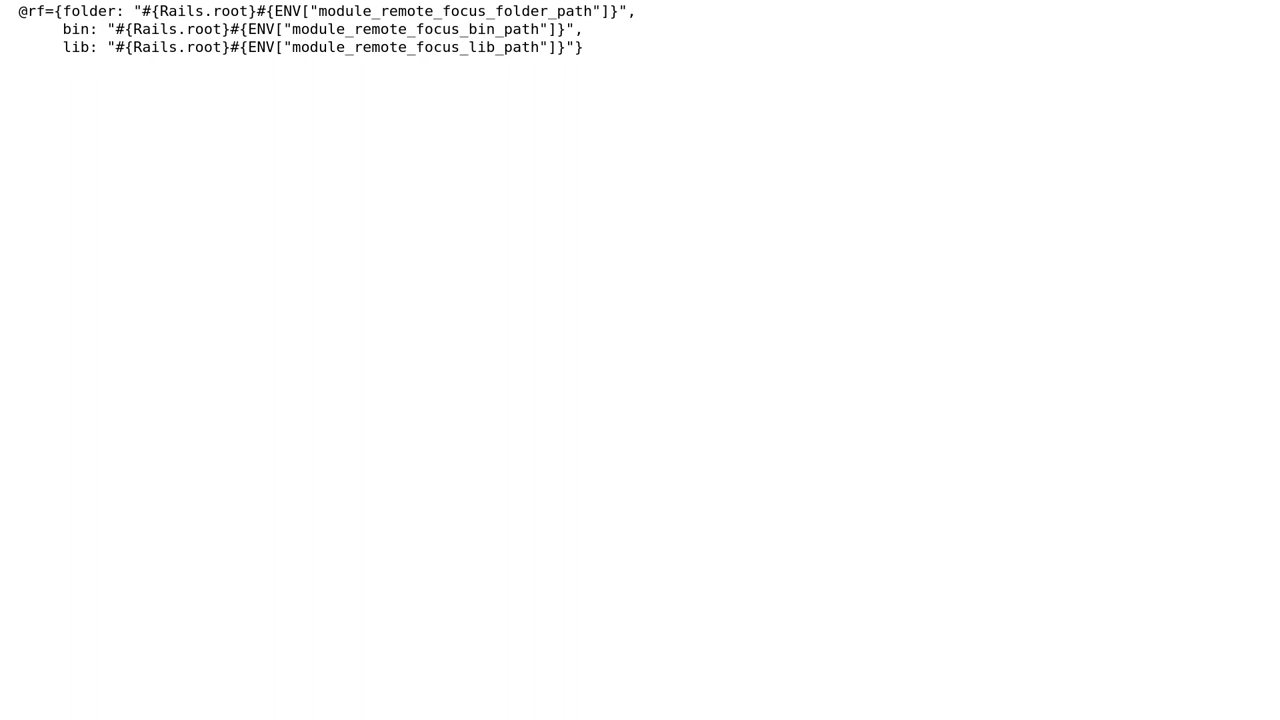 @rf={folder: "#{Rails.root}#{ENV["module_remote_focus_folder_path"]}",
     bin: "#{Rails.root}#{ENV["module_remote_focus_bin_path"]}",
     lib: "#{Rails.root}#{ENV["module_remote_focus_lib_path"]}"}